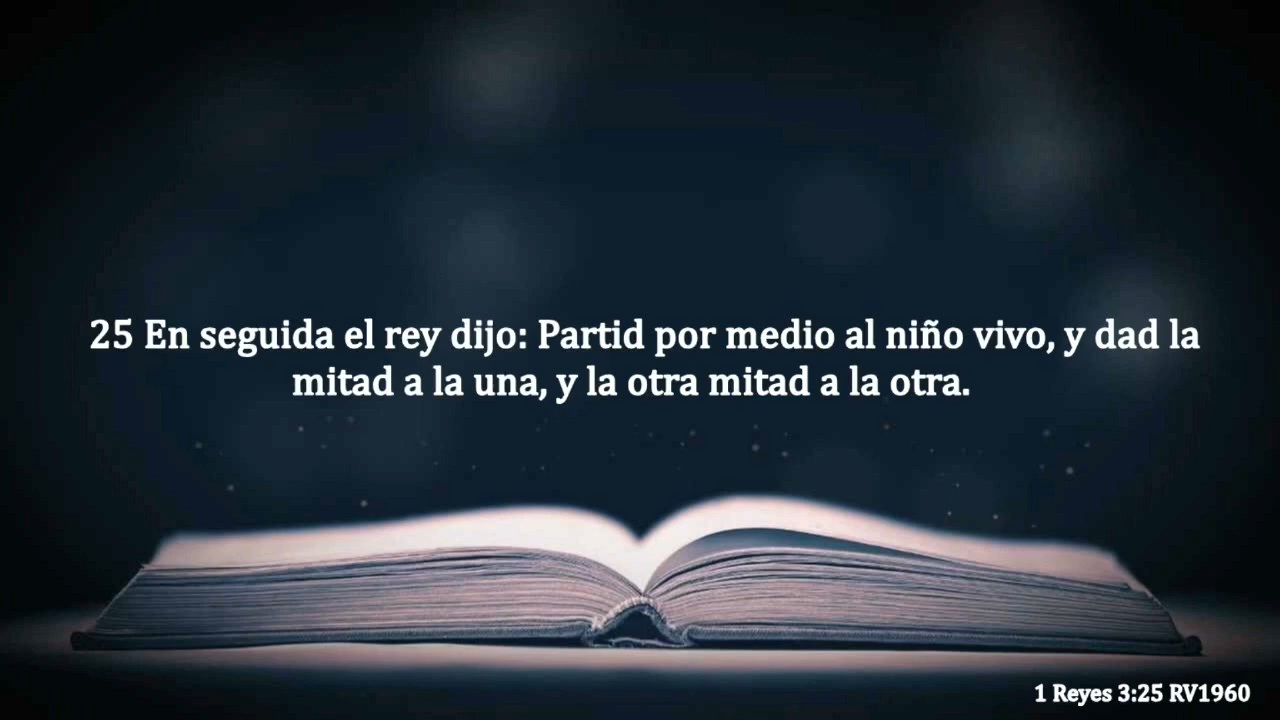 25 En seguida el rey dijo: Partid por medio al niño vivo, y dad la
mitad a la una, y la otra mitad a la otra.
1 Reyes 3:25 RV1960